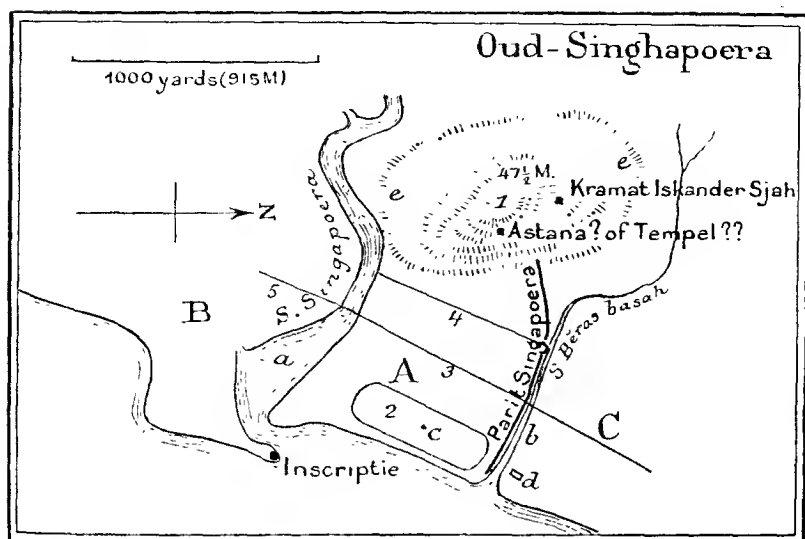 Oud-Singhapoera
1000 yards (915M)
47½ M.
e
e
1
Kramat Iskander Sjah
Astana? of Tempel??
Z
S. Singapoera
Parit Singapoera
S Bĕras basah
B
5
4
a
A
3
2
c
C
b
d
Inscriptie